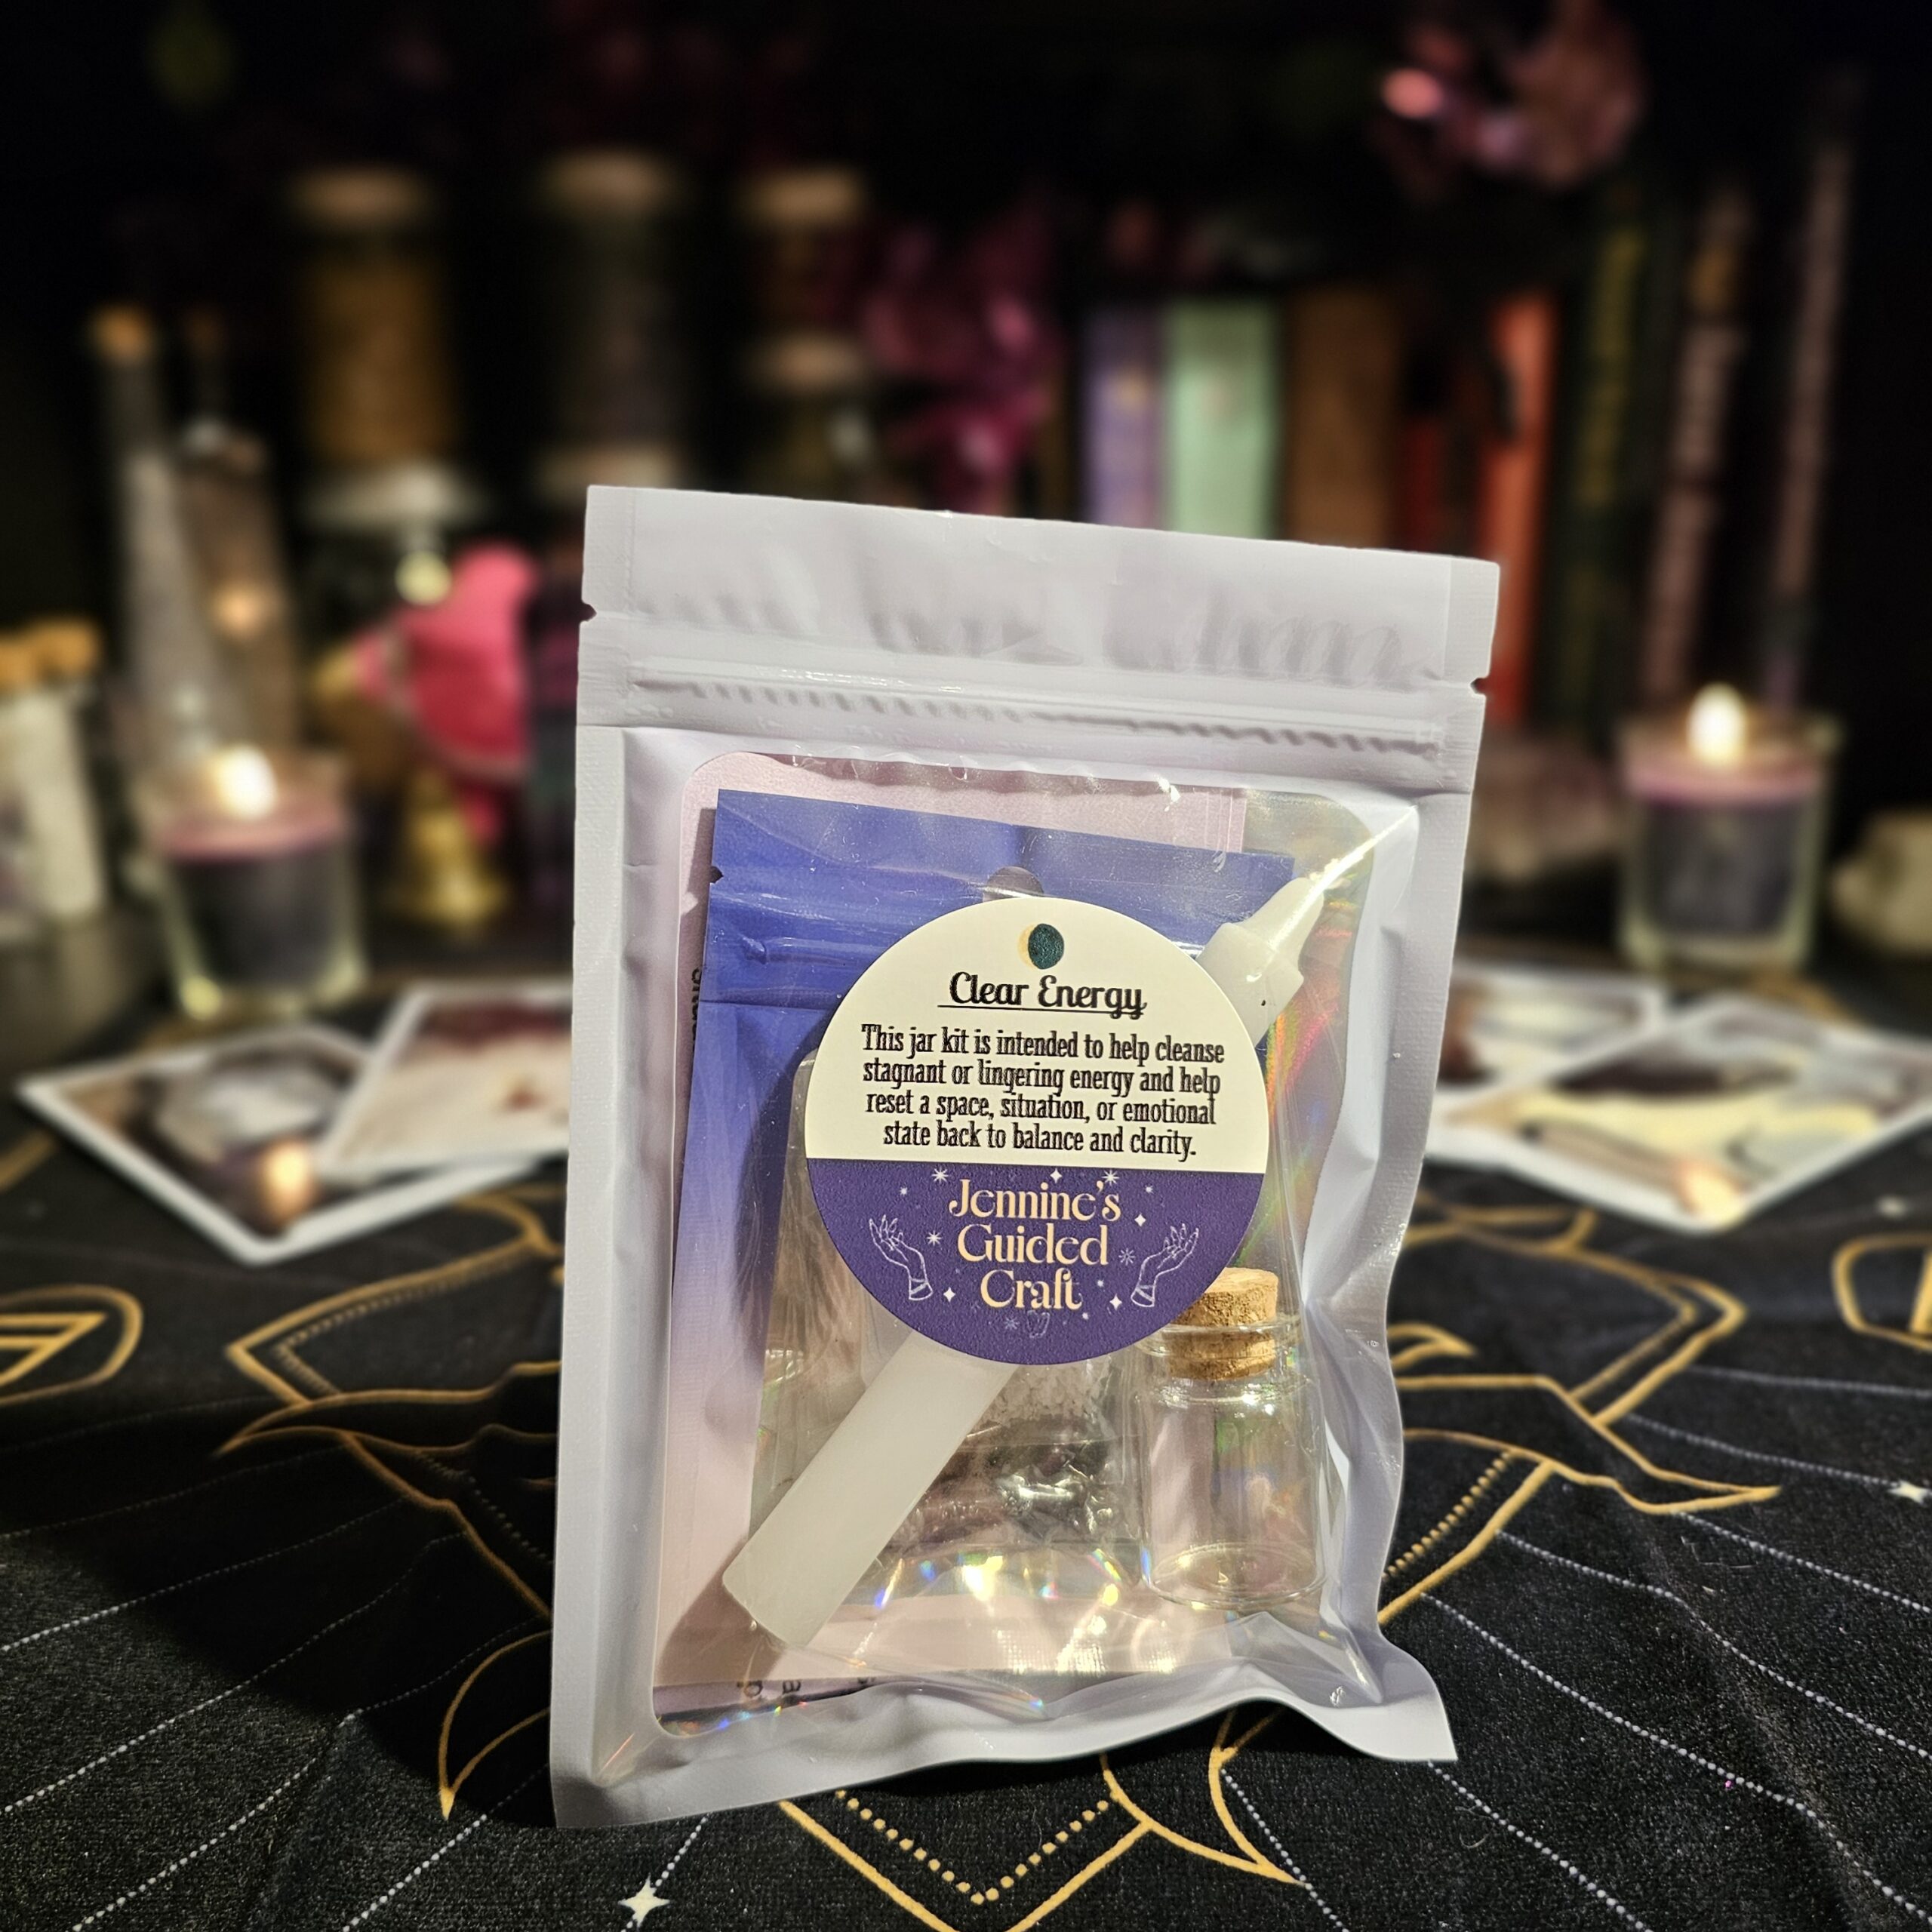 Clear Energy
This jar kit is intended to help cleanse
stagnant or lingering energy and help
reset a space, situation, or emotional
state back to balance and clarity.
Jennine's
Guided
Craft